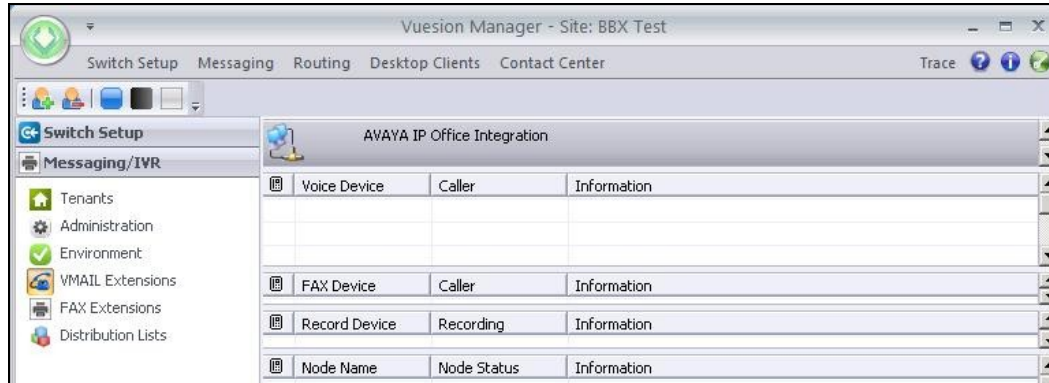 Vuesion Manager - Site: BBX Test
Switch Setup Messaging Routing Desktop Clients Contact Center Trace
Switch Setup
AVAYA IP Office Integration
Messaging/IVR
Voice Device Caller Information
Tenants
Administration
Environment
VMAIL Extensions
FAX Device Caller Information
FAX Extensions
Record Device Recording Information
Distribution Lists
Node Name Node Status Information